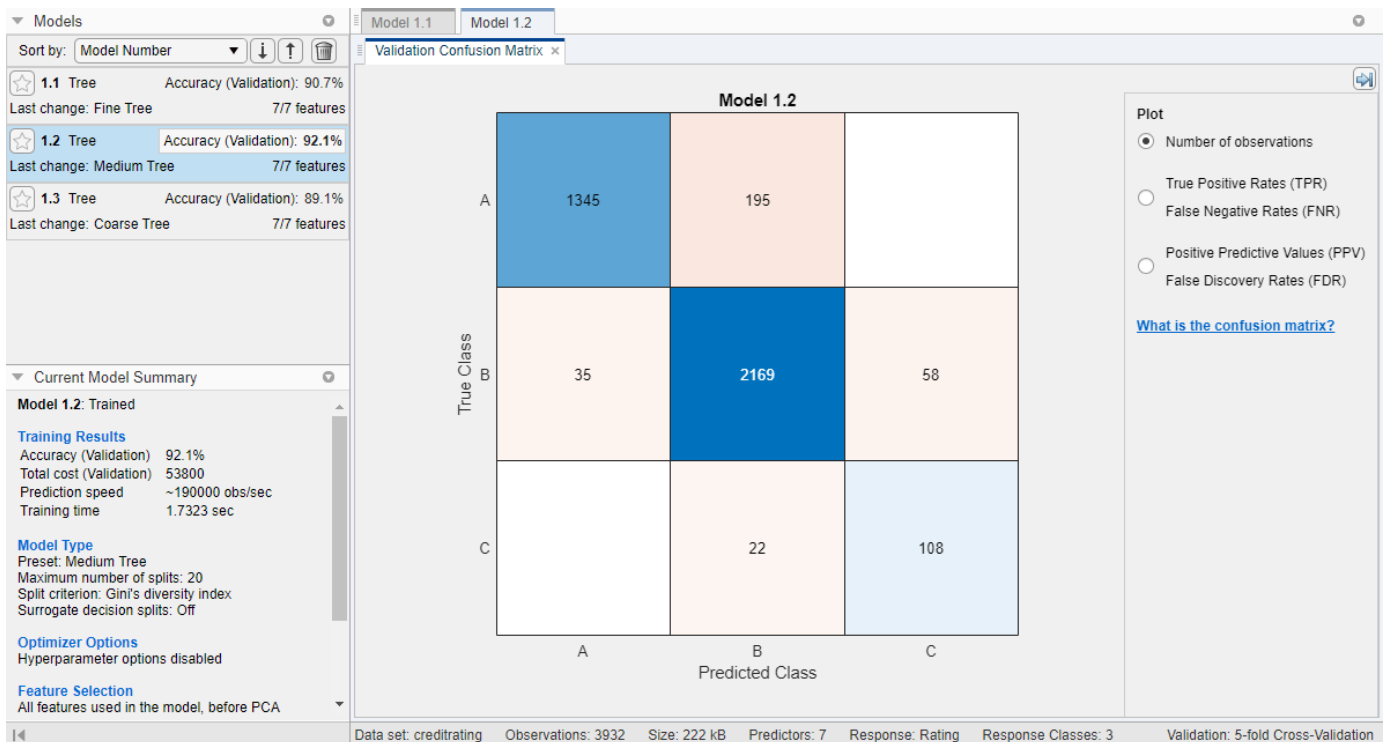 Models
Sort by: Model Number
1.1 Tree Accuracy (Validation): 90.7%
Last change: Fine Tree 7/7 features
1.2 Tree Accuracy (Validation): 92.1%
Last change: Medium Tree 7/7 features
1.3 Tree Accuracy (Validation): 89.1%
Last change: Coarse Tree 7/7 features
Current Model Summary
Model 1.2: Trained
Training Results
Accuracy (Validation) 92.1%
Total cost (Validation) 53800
Prediction speed ~190000 obs/sec
Training time 1.7323 sec
Model Type
Preset: Medium Tree
Maximum number of splits: 20
Split criterion: Gini's diversity index
Surrogate decision splits: Off
Optimizer Options
Hyperparameter options disabled
Feature Selection
All features used in the model, before PCA
Model 1.1 Model 1.2
Validation Confusion Matrix ×
Model 1.2
True Class
A 1345 195
B 35 2169 58
C 22 108
A B C
Predicted Class
Plot
Number of observations
True Positive Rates (TPR)
False Negative Rates (FNR)
Positive Predictive Values (PPV)
False Discovery Rates (FDR)
What is the confusion matrix?
Data set: creditrating Observations: 3932 Size: 222 kB Predictors: 7 Response: Rating Response Classes: 3 Validation: 5-fold Cross-Validation